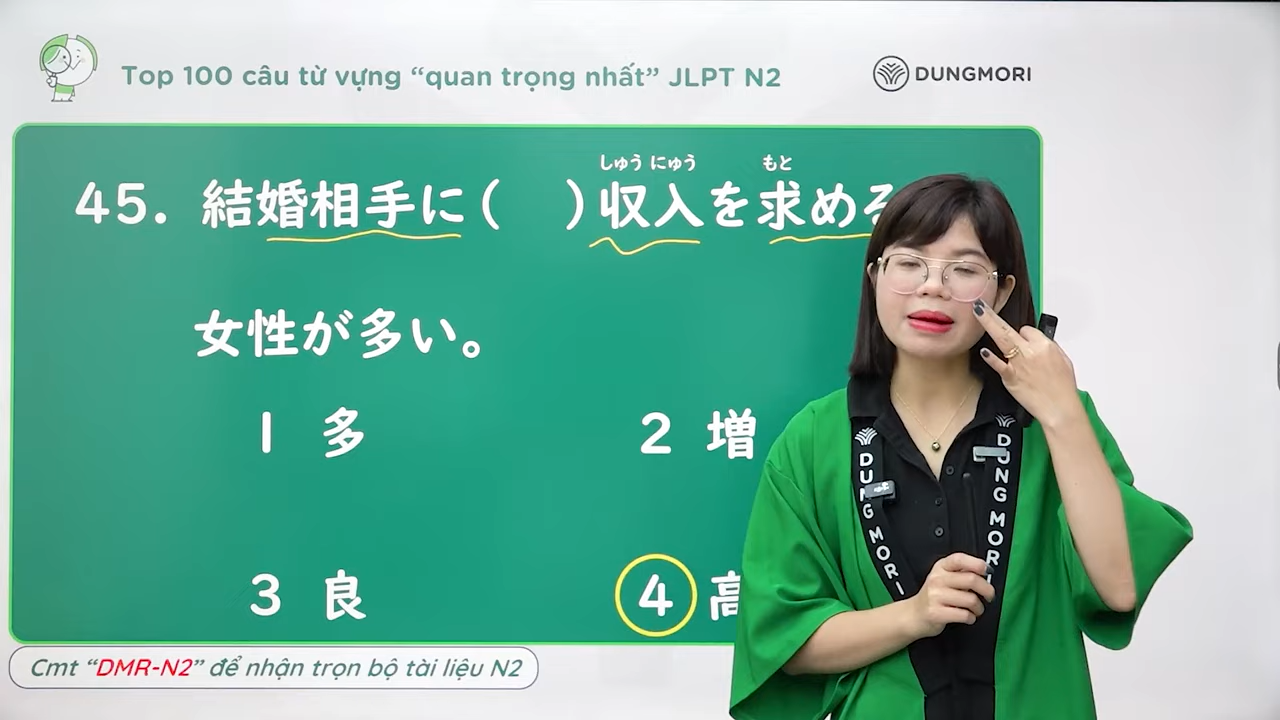 Top 100 câu từ vựng “quan trọng nhất” JLPT N2
DUNGMORI
しゅう にゅう もと
45. 結婚相手に( )収入を求める
女性が多い。
1 多
2 増
3 良
4 高
Cmt “DMR-N2” để nhận trọn bộ tài liệu N2
DUNG MORI
DUNG MORI